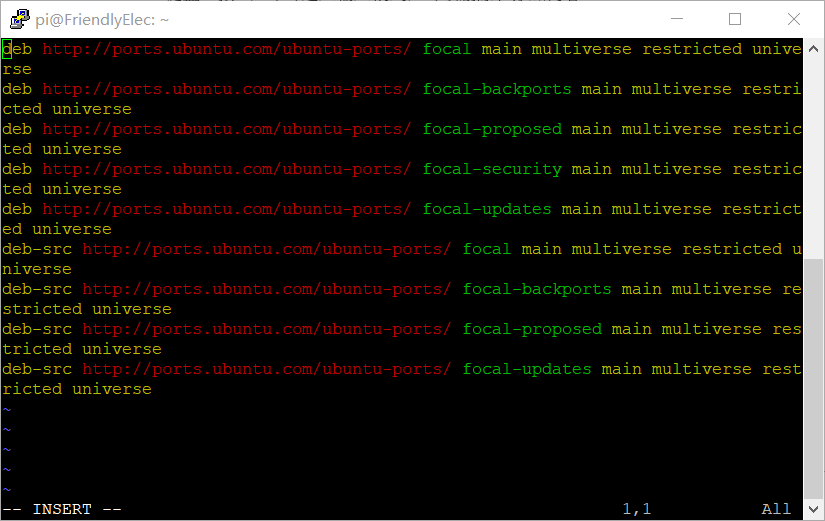 pi@FriendlyElec: ~
deb http://ports.ubuntu.com/ubuntu-ports/ focal main multiverse restricted unive
rse
deb http://ports.ubuntu.com/ubuntu-ports/ focal-backports main multiverse restri
cted universe
deb http://ports.ubuntu.com/ubuntu-ports/ focal-proposed main multiverse restric
ted universe
deb http://ports.ubuntu.com/ubuntu-ports/ focal-security main multiverse restric
ted universe
deb http://ports.ubuntu.com/ubuntu-ports/ focal-updates main multiverse restrict
ed universe
deb-src http://ports.ubuntu.com/ubuntu-ports/ focal main multiverse restricted u
niverse
deb-src http://ports.ubuntu.com/ubuntu-ports/ focal-backports main multiverse re
stricted universe
deb-src http://ports.ubuntu.com/ubuntu-ports/ focal-proposed main multiverse res
tricted universe
deb-src http://ports.ubuntu.com/ubuntu-ports/ focal-updates main multiverse rest
ricted universe
~
~
~
~
~
-- INSERT -- 1,1 All